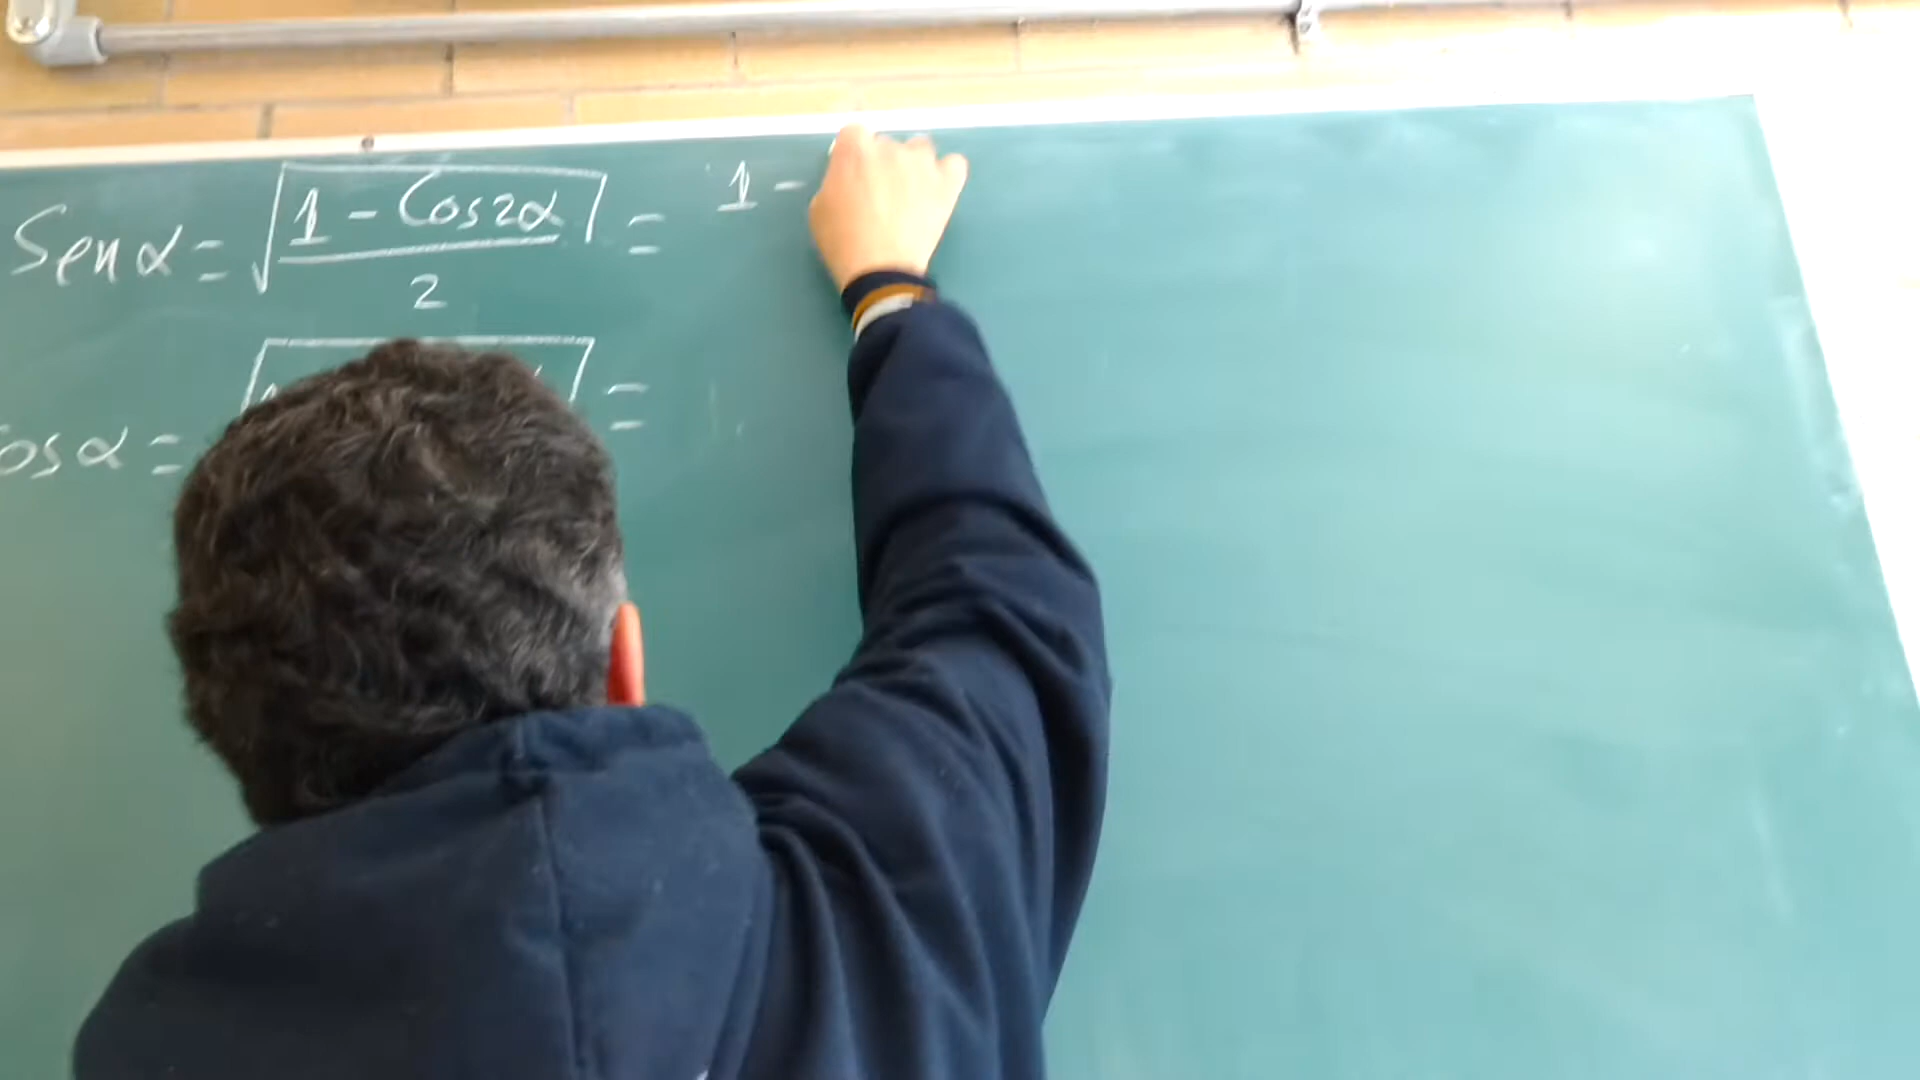 Sen α = √(1 - Cos2α / 2) = 1 -
os α = √ =